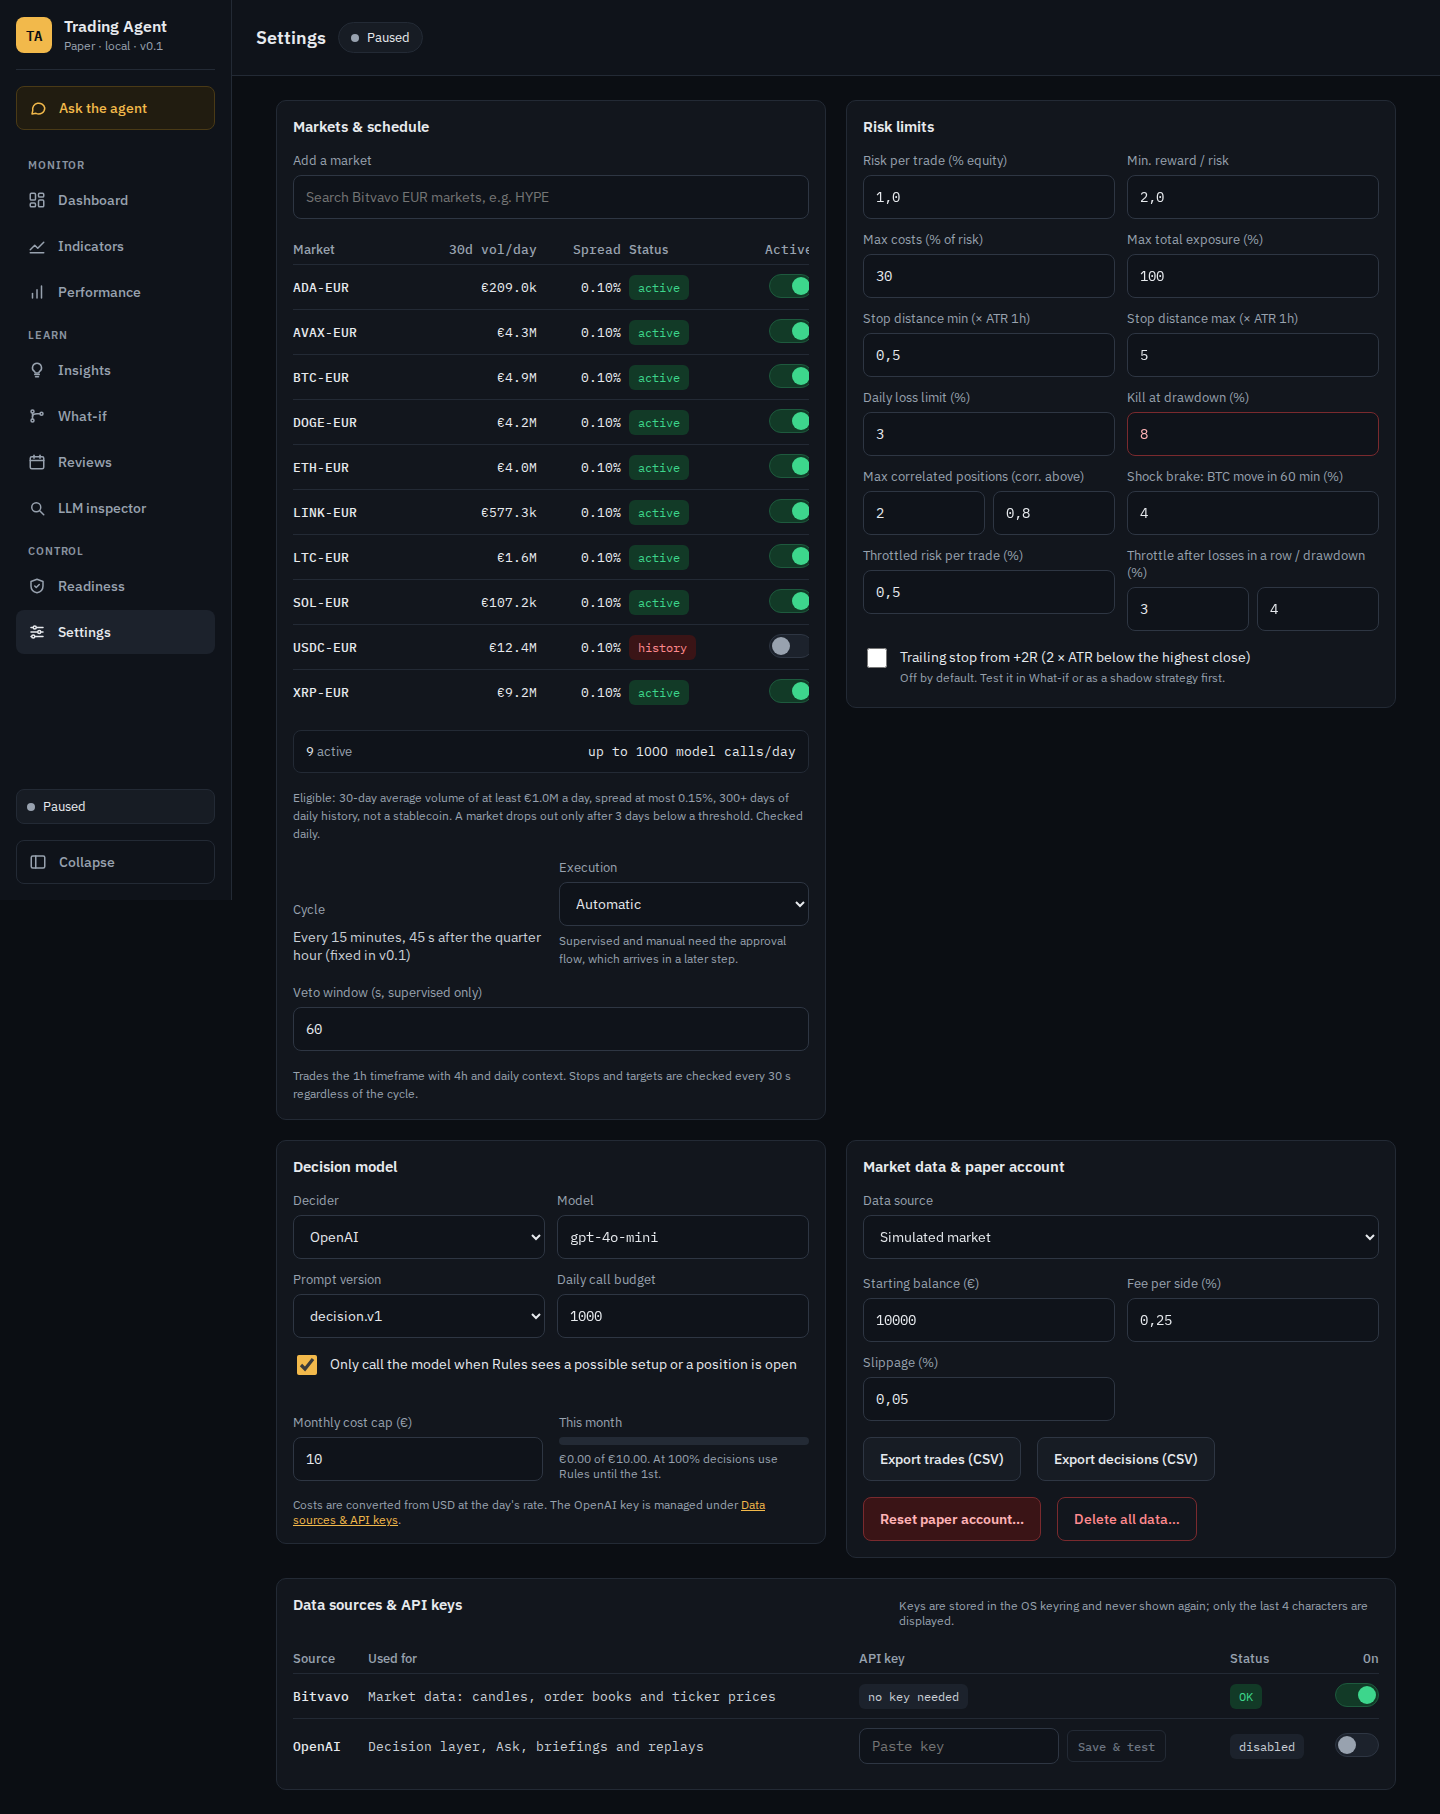 TA
Trading Agent
Paper · local · v0.1
Ask the agent
MONITOR
Dashboard
Indicators
Performance
LEARN
Insights
What-if
Reviews
LLM inspector
CONTROL
Readiness
Settings
Paused
Collapse
Settings
Paused
Markets & schedule
Add a market
Search Bitvavo EUR markets, e.g. HYPE
Market 30d vol/day Spread Status Active
ADA-EUR €209.0k 0.10% active
AVAX-EUR €4.3M 0.10% active
BTC-EUR €4.9M 0.10% active
DOGE-EUR €4.2M 0.10% active
ETH-EUR €4.0M 0.10% active
LINK-EUR €577.3k 0.10% active
LTC-EUR €1.6M 0.10% active
SOL-EUR €107.2k 0.10% active
USDC-EUR €12.4M 0.10% history
XRP-EUR €9.2M 0.10% active
9 active up to 1000 model calls/day
Eligible: 30-day average volume of at least €1.0M a day, spread at most 0.15%, 300+ days of
daily history, not a stablecoin. A market drops out only after 3 days below a threshold. Checked
daily.
Cycle
Every 15 minutes, 45 s after the quarter
hour (fixed in v0.1)
Execution
Automatic
Supervised and manual need the approval
flow, which arrives in a later step.
Veto window (s, supervised only)
60
Trades the 1h timeframe with 4h and daily context. Stops and targets are checked every 30 s
regardless of the cycle.
Risk limits
Risk per trade (% equity) Min. reward / risk
1,0 2,0
Max costs (% of risk) Max total exposure (%)
30 100
Stop distance min (× ATR 1h) Stop distance max (× ATR 1h)
0,5 5
Daily loss limit (%) Kill at drawdown (%)
3 8
Max correlated positions (corr. above) Shock brake: BTC move in 60 min (%)
2 0,8 4
Throttled risk per trade (%)
0,5
Throttle after losses in a row / drawdown
(%)
3 4
Trailing stop from +2R (2 × ATR below the highest close)
Off by default. Test it in What-if or as a shadow strategy first.
Decision model
Decider Model
OpenAI gpt-4o-mini
Prompt version Daily call budget
decision.v1 1000
Only call the model when Rules sees a possible setup or a position is open
Monthly cost cap (€)
10
This month
€0.00 of €10.00. At 100% decisions use
Rules until the 1st.
Costs are converted from USD at the day's rate. The OpenAI key is managed under Data
sources & API keys.
Market data & paper account
Data source
Simulated market
Starting balance (€) Fee per side (%)
10000 0,25
Slippage (%)
0,05
Export trades (CSV) Export decisions (CSV)
Reset paper account... Delete all data...
Data sources & API keys
Keys are stored in the OS keyring and never shown again; only the last 4 characters are
displayed.
Source Used for API key Status On
Bitvavo Market data: candles, order books and ticker prices no key needed OK
OpenAI Decision layer, Ask, briefings and replays Paste key Save & test disabled